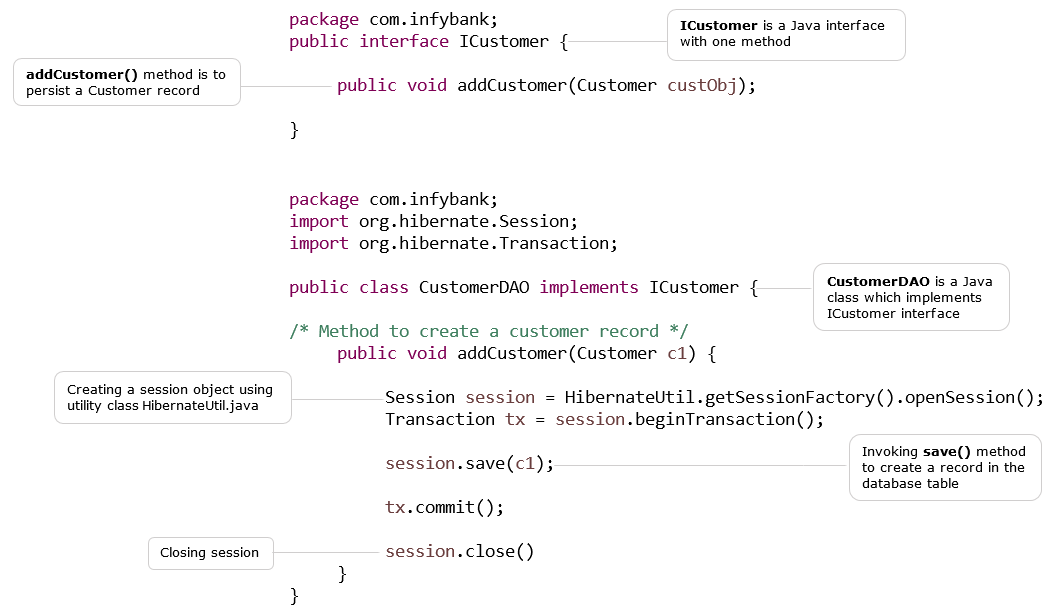 package com.infybank;
public interface ICustomer {
ICustomer is a Java interface
with one method
addCustomer() method is to
persist a Customer record
public void addCustomer(Customer custObj);
}
package com.infybank;
import org.hibernate.Session;
import org.hibernate.Transaction;
public class CustomerDAO implements ICustomer {
CustomerDAO is a Java
class which implements
ICustomer interface
/* Method to create a customer record */
public void addCustomer(Customer c1) {
Creating a session object using
utility class HibernateUtil.java
Session session = HibernateUtil.getSessionFactory().openSession();
Transaction tx = session.beginTransaction();
session.save(c1);
Invoking save() method
to create a record in the
database table
tx.commit();
Closing session
session.close()
}
}